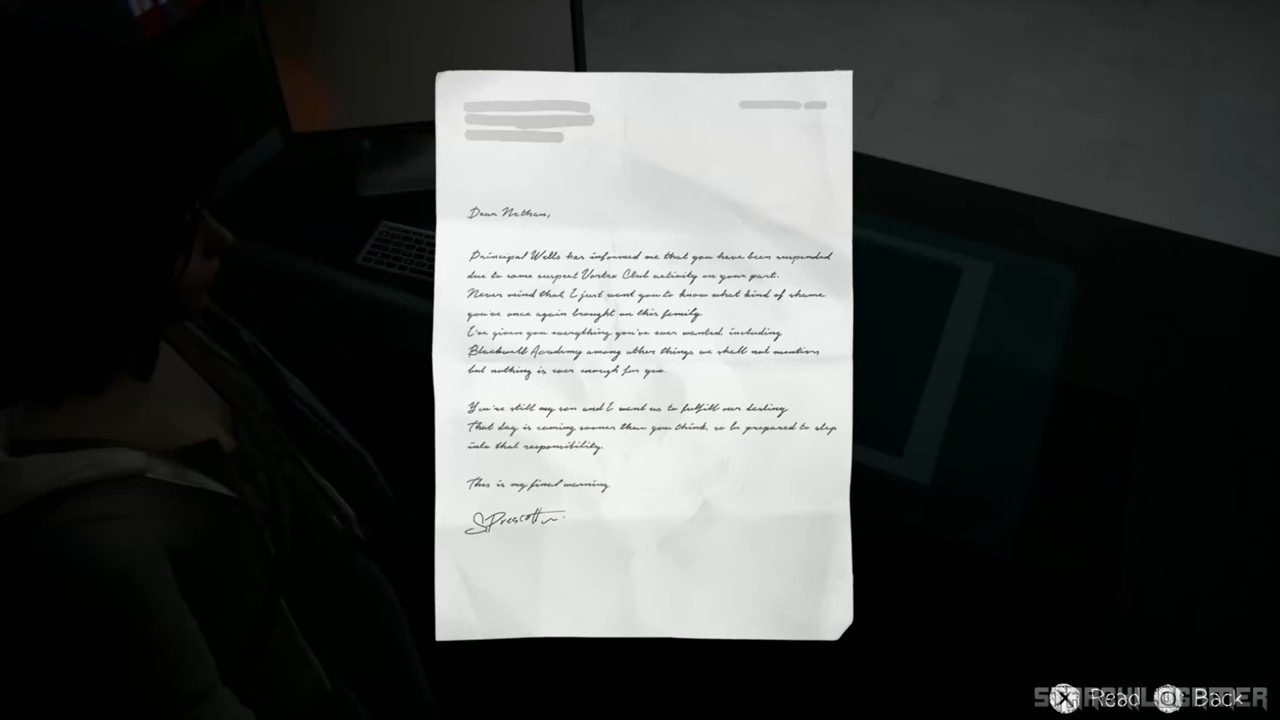 Dear Nathan,
Principal Wells has informed me that you have been suspended
due to some suspect Vortex Club activity on your part.
Never mind that I just want you to know what kind of shame
you've once again brought on this family.
I've given you everything you've ever wanted, including
Blackwell Academy among other things we shall not mention,
but nothing is ever enough for you.
You're still my son and I want us to fulfill our destiny
That day is coming sooner than you think, so be prepared to step
into that responsibility.
This is my final warning
SPrescott
Read
Back